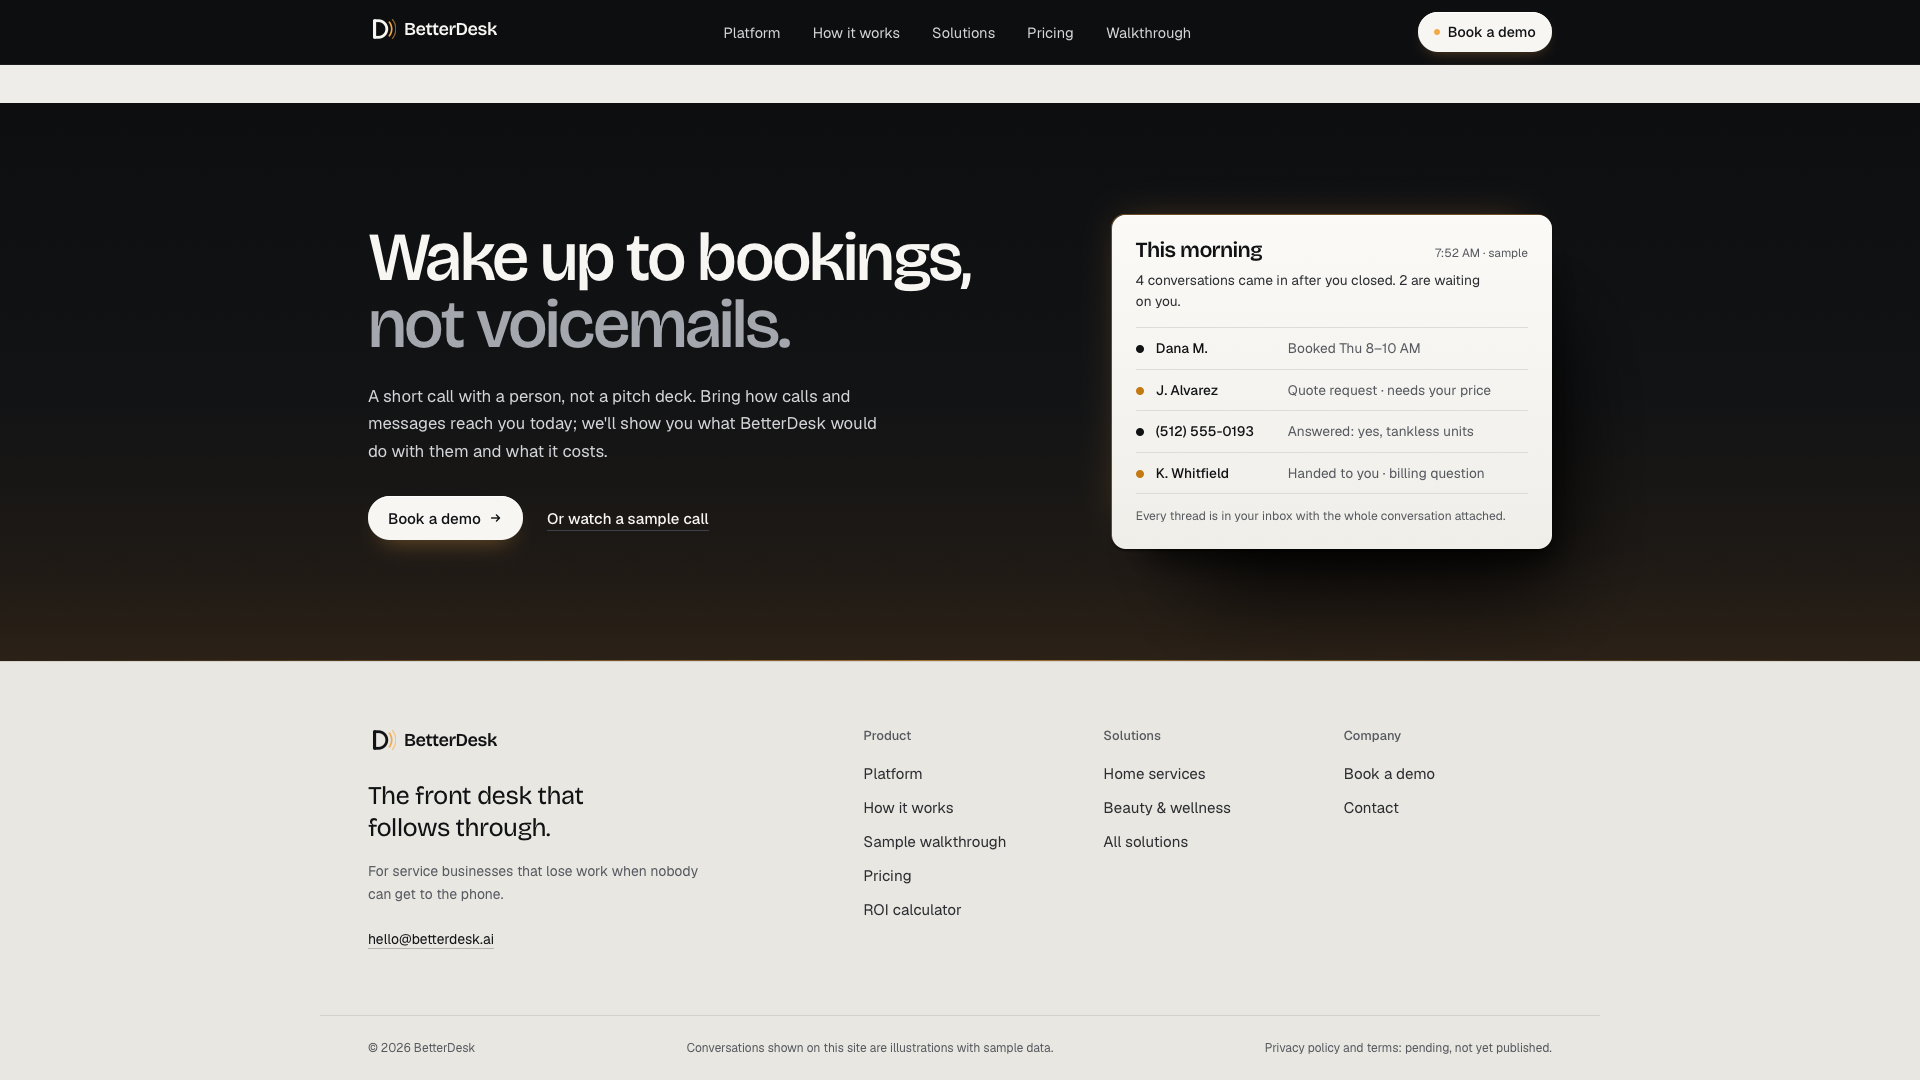 BetterDesk
Platform
How it works
Solutions
Pricing
Walkthrough
Book a demo
Wake up to bookings,
not voicemails.
A short call with a person, not a pitch deck. Bring how calls and
messages reach you today; we'll show you what BetterDesk would
do with them and what it costs.
Book a demo →
Or watch a sample call
This morning
7:52 AM · sample
4 conversations came in after you closed. 2 are waiting
on you.
Dana M. Booked Thu 8–10 AM
J. Alvarez Quote request · needs your price
(512) 555-0193 Answered: yes, tankless units
K. Whitfield Handed to you · billing question
Every thread is in your inbox with the whole conversation attached.
BetterDesk
The front desk that
follows through.
For service businesses that lose work when nobody
can get to the phone.
hello@betterdesk.ai
Product
Platform
How it works
Sample walkthrough
Pricing
ROI calculator
Solutions
Home services
Beauty & wellness
All solutions
Company
Book a demo
Contact
© 2026 BetterDesk
Conversations shown on this site are illustrations with sample data.
Privacy policy and terms: pending, not yet published.